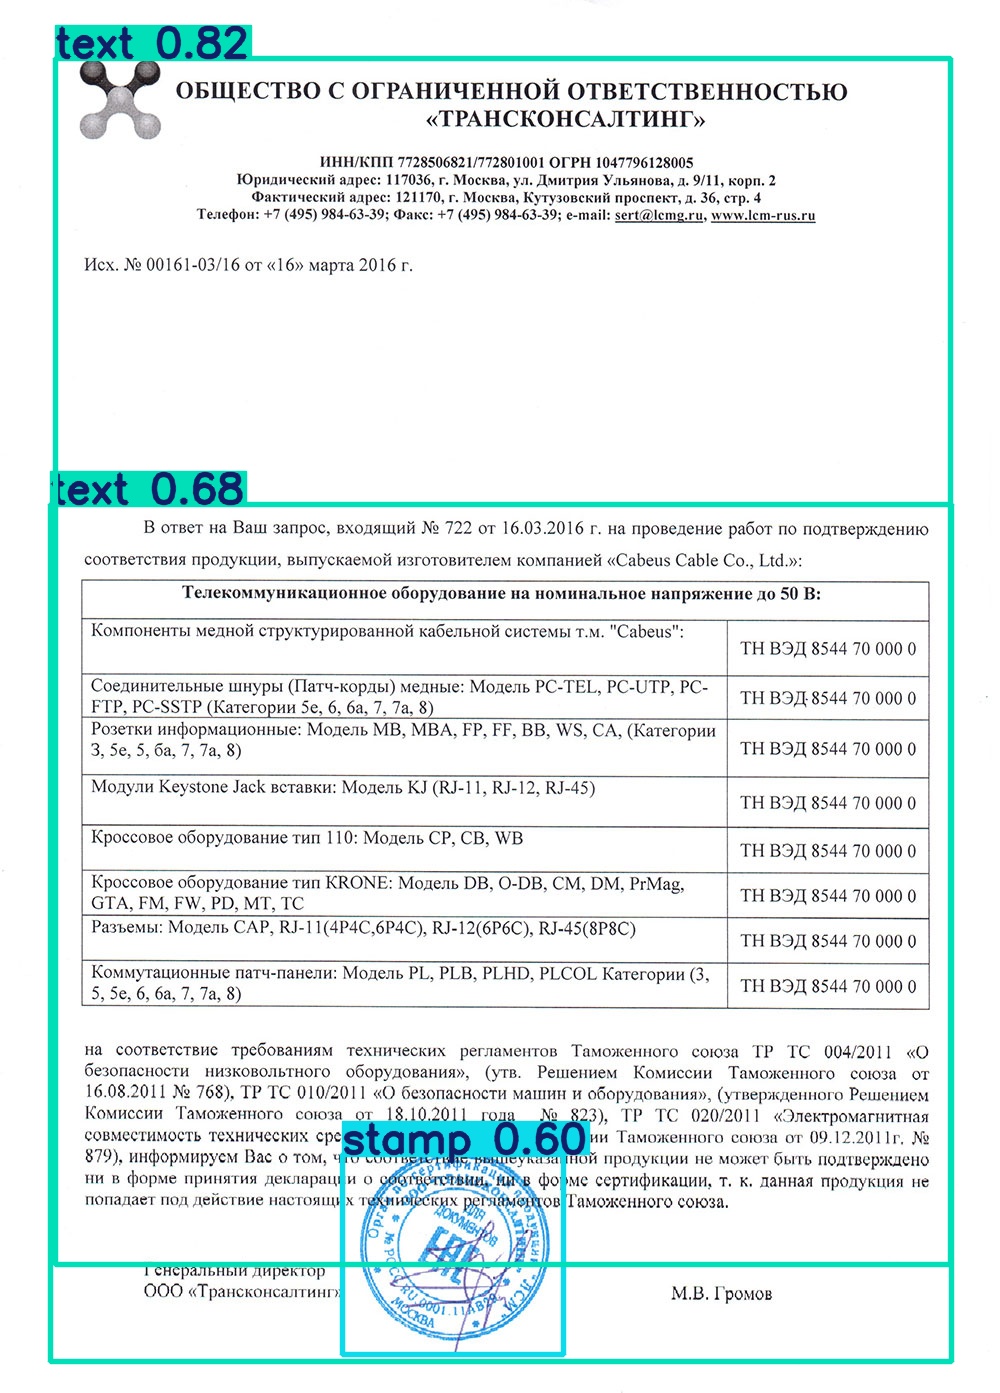 text 0.82
ОБЩЕСТВО С ОГРАНИЧЕННОЙ ОТВЕТСТВЕННОСТЬЮ
«ТРАНСКОНСАЛТИНГ»
ИНН/КПП 7728506821/772801001 ОГРН 1047796128005
Юридический адрес: 117036, г. Москва, ул. Дмитрия Ульянова, д. 9/11, корп. 2
Фактический адрес: 121170, г. Москва, Кутузовский проспект, д. 36, стр. 4
Телефон: +7 (495) 984-63-39; Факс: +7 (495) 984-63-39; e-mail: sert@lcmg.ru, www.lcm-rus.ru
Исх. № 00161-03/16 от «16» марта 2016 г.
text 0.68
В ответ на Ваш запрос, входящий № 722 от 16.03.2016 г. на проведение работ по подтверждению
соответствия продукции, выпускаемой изготовителем компанией «Cabeus Cable Co., Ltd.»:
Телекоммуникационное оборудование на номинальное напряжение до 50 В:
Компоненты медной структурированной кабельной системы т.м. "Cabeus":
ТН ВЭД 8544 70 000 0
Соединительные шнуры (Патч-корды) медные: Модель PC-TEL, PC-UTP, PC-
FTP, PC-SSTP (Категории 5e, 6, 6a, 7, 7a, 8)
ТН ВЭД 8544 70 000 0
Розетки информационные: Модель MB, MBA, FP, FF, BB, WS, CA, (Категории
3, 5e, 5, 6a, 7, 7a, 8)
ТН ВЭД 8544 70 000 0
Модули Keystone Jack вставки: Модель KJ (RJ-11, RJ-12, RJ-45)
ТН ВЭД 8544 70 000 0
Кроссовое оборудование тип 110: Модель CP, CB, WB
ТН ВЭД 8544 70 000 0
Кроссовое оборудование тип KRONE: Модель DB, O-DB, CM, DM, PrMag,
GTA, FM, FW, PD, MT, TC
ТН ВЭД 8544 70 000 0
Разъемы: Модель CAP, RJ-11(4P4C,6P4C), RJ-12(6P6C), RJ-45(8P8C)
ТН ВЭД 8544 70 000 0
Коммутационные патч-панели: Модель PL, PLB, PLHD, PLCOL Категории (3,
5, 5e, 6, 6a, 7, 7a, 8)
ТН ВЭД 8544 70 000 0
на соответствие требованиям технических регламентов Таможенного союза ТР ТС 004/2011 «О
безопасности низковольтного оборудования», (утв. Решением Комиссии Таможенного союза от
16.08.2011 № 768), ТР ТС 010/2011 «О безопасности машин и оборудования», (утвержденного Решением
Комиссии Таможенного союза от 18.10.2011 года № 823), ТР ТС 020/2011 «Электромагнитная
совместимость технических Таможенного союза от 09.12.2011г. №
stamp 0.60
879), информируем Вас о том, что соответствие вышеуказанной продукции не может быть подтверждено
ни в форме принятия декларации о соответствии, ни в форме сертификации, т. к. данная продукция не
попадает под действие настоящих технических регламентов Таможенного союза.
ДЛЯ
ДОКУМЕНТОВ
МОСКВА
Генеральный директор
ООО «Трансконсалтинг»
М.В. Громов